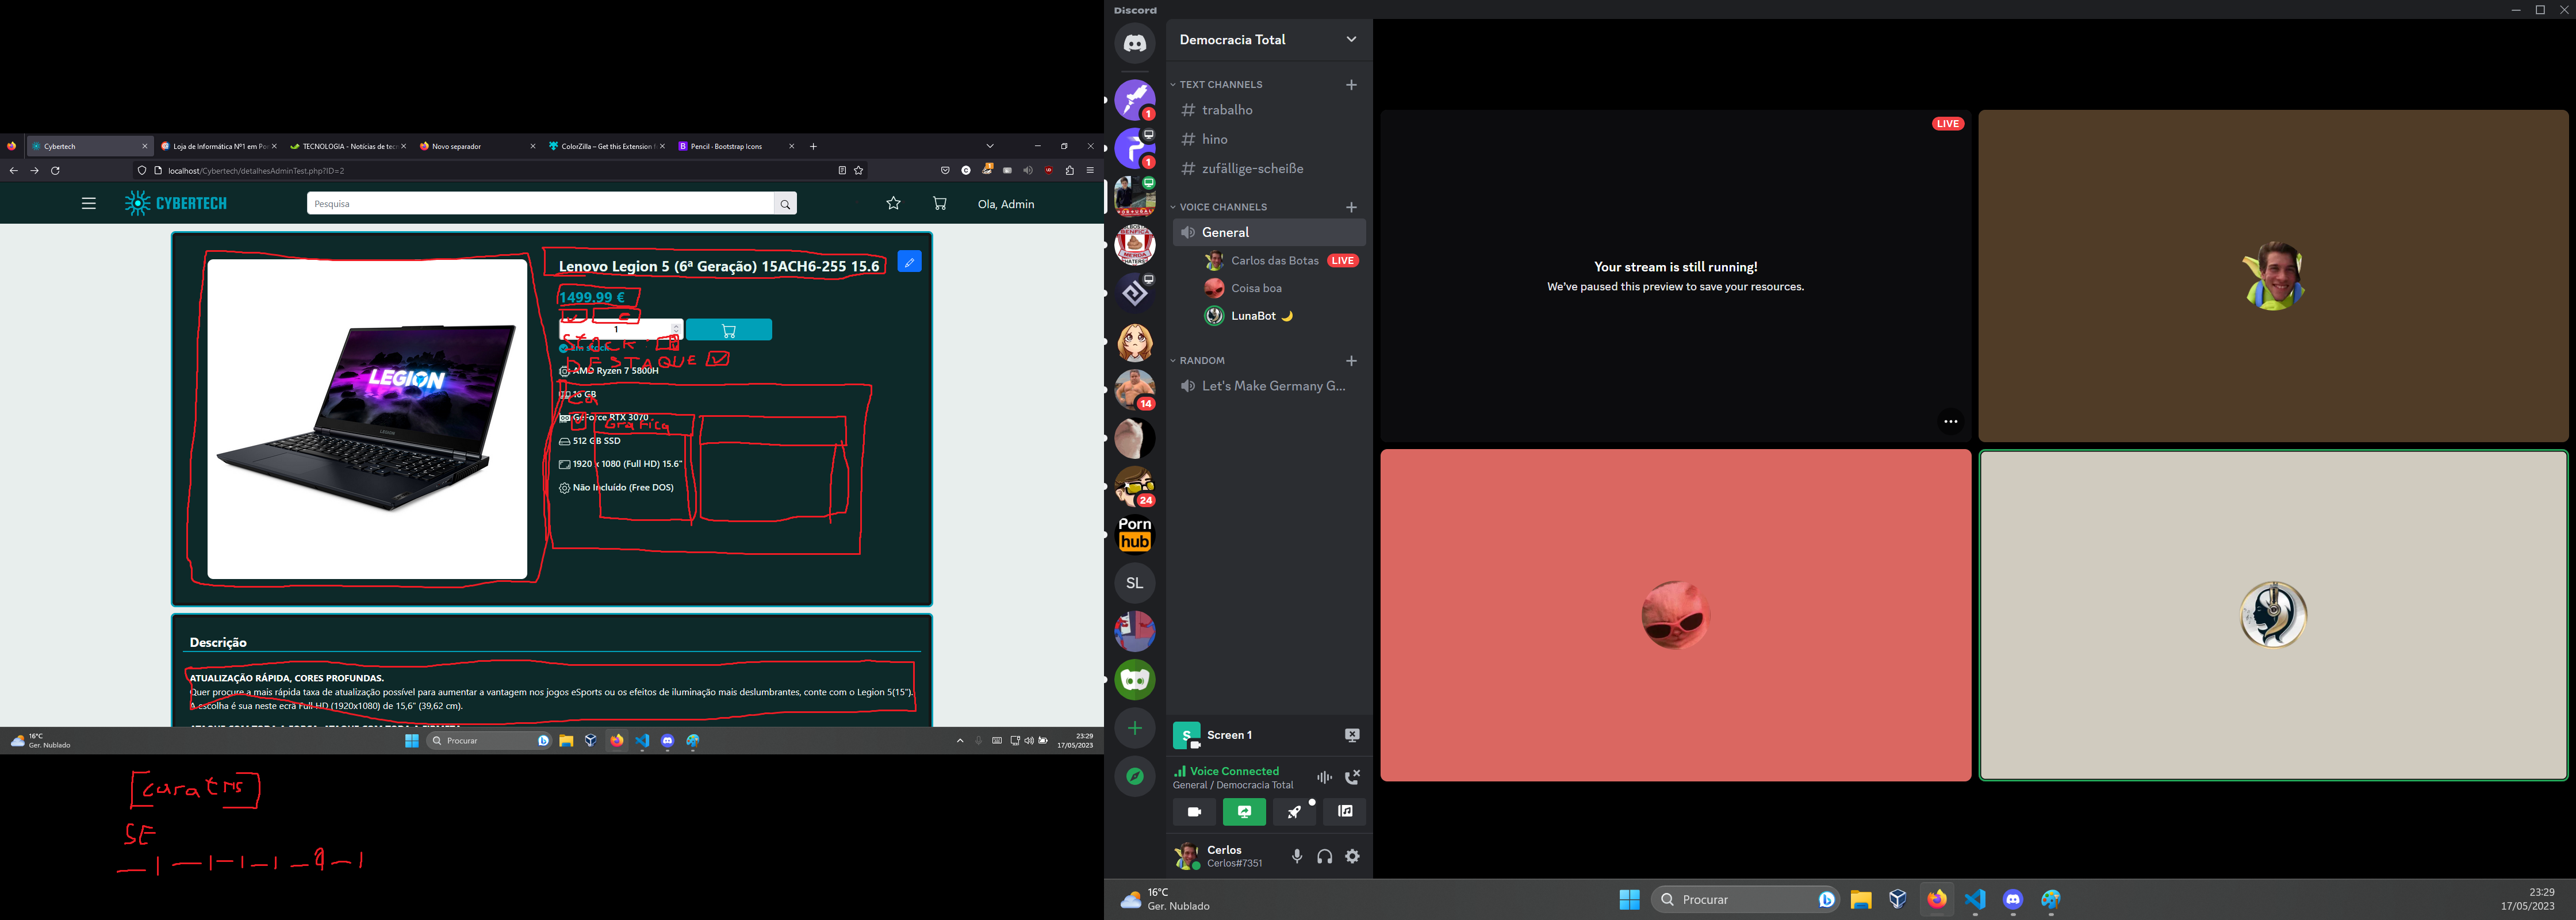 Cybertech
Loja de Informática Nº1 em Po
TECNOLOGIA - Notícias de tec
Novo separador
ColorZilla – Get this Extension f
Pencil · Bootstrap Icons
localhost/Cybertech/detalhesAdminTest.php?ID=2
CYBERTECH
Pesquisa
Ola, Admin
Lenovo Legion 5 (6ª Geração) 15ACH6-255 15.6
1499.99 €
1
STOCK
DESTAQUE
AMD Ryzen 7 5800H
16 GB
GeForce RTX 3070
Grafica
512 GB SSD
1920 x 1080 (Full HD) 15.6"
Não Incluído (Free DOS)
LEGION
Descrição
ATUALIZAÇÃO RÁPIDA, CORES PROFUNDAS.
Quer procure a mais rápida taxa de atualização possível para aumentar a vantagem nos jogos eSports ou os efeitos de iluminação mais deslumbrantes, conte com o Legion 5(15").
A escolha é sua neste ecrã Full-HD (1920x1080) de 15,6" (39,62 cm).
16°C
Ger. Nublado
Procurar
23:29
17/05/2023
SE
Discord
Democracia Total
TEXT CHANNELS
trabalho
hino
zufällige-scheiße
VOICE CHANNELS
General
Carlos das Botas LIVE
Coisa boa
LunaBot
RANDOM
Let's Make Germany G...
1
1
14
24
Porn
hub
SL
S
Screen 1
Voice Connected
General / Democracia Total
Cerlos
Cerlos#7351
LIVE
Your stream is still running!
We've paused this preview to save your resources.
16°C
Ger. Nublado
Procurar
23:29
17/05/2023